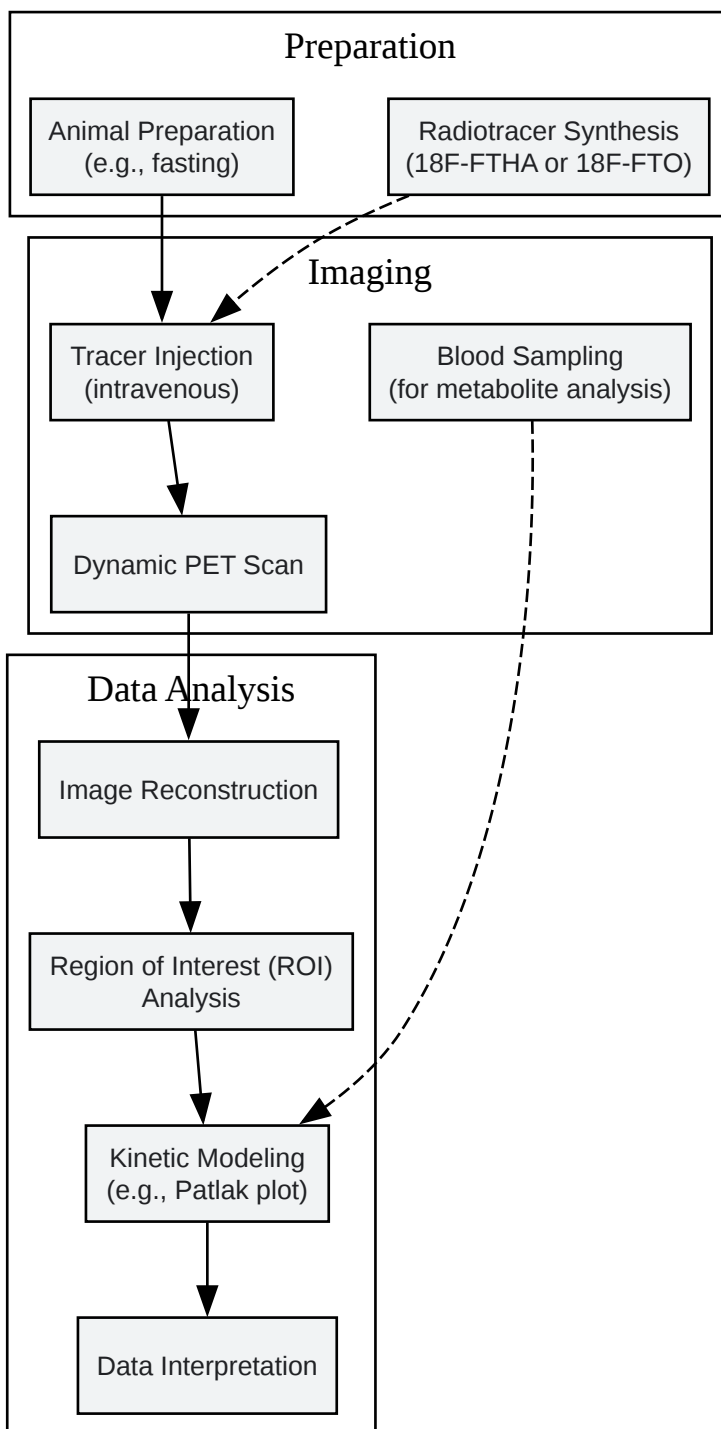 Preparation
Animal Preparation
(e.g., fasting)
Radiotracer Synthesis
(18F-FTHA or 18F-FTO)
Imaging
Tracer Injection
(intravenous)
Blood Sampling
(for metabolite analysis)
Dynamic PET Scan
Data Analysis
Image Reconstruction
Region of Interest (ROI)
Analysis
Kinetic Modeling
(e.g., Patlak plot)
Data Interpretation